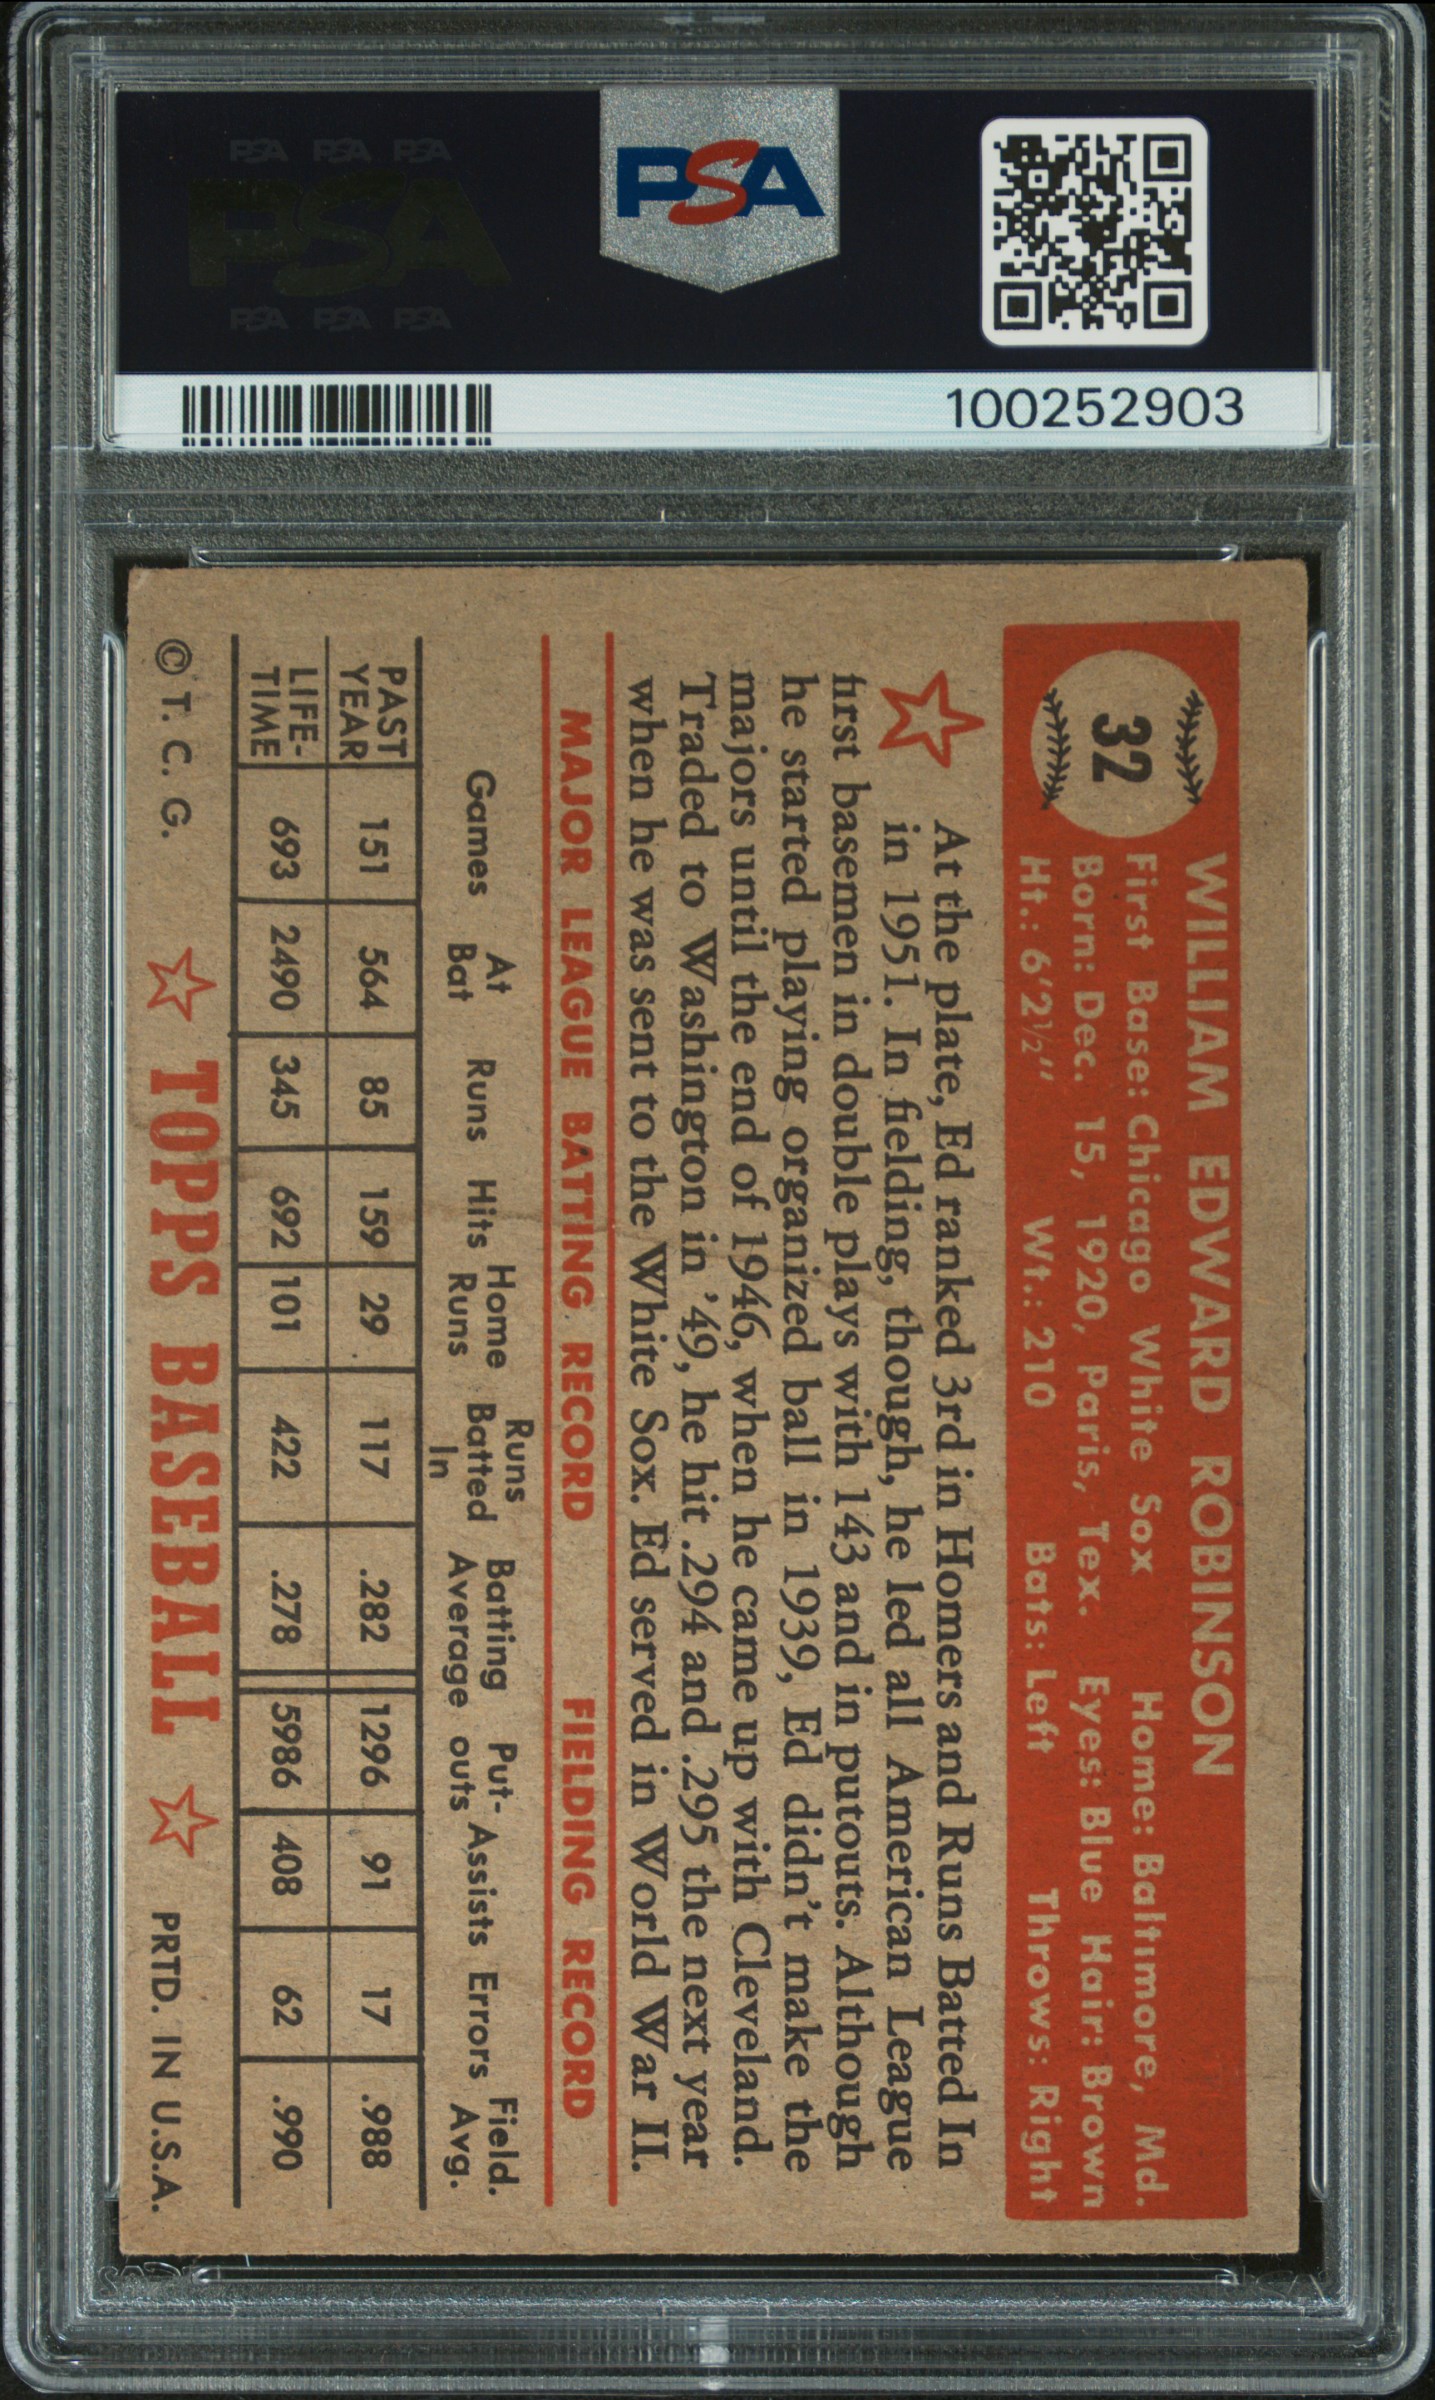 PSA PSA PSA
PSA
PSA PSA PSA
PSA
100252903
32
WILLIAM EDWARD ROBINSON
First Base: Chicago White Sox Home: Baltimore, Md.
Born: Dec. 15, 1920, Paris, Tex. Eyes: Blue Hair: Brown
Ht.: 6'2½" Wt.: 210 Bats: Left Throws: Right
At the plate, Ed ranked 3rd in Homers and Runs Batted In
in 1951. In fielding, though, he led all American League
first basemen in double plays with 143 and in putouts. Although
he started playing organized ball in 1939, Ed didn't make the
majors until the end of 1946, when he came up with Cleveland.
Traded to Washington in '49, he hit .294 and .295 the next year
when he was sent to the White Sox. Ed served in World War II.
MAJOR LEAGUE BATTING RECORD FIELDING RECORD
Games At Bat Runs Hits Home Runs Runs Batted In Batting Average Put-outs Assists Errors Field. Avg.
PAST YEAR 151 564 85 159 29 117 .282 1296 91 17 .988
LIFE-TIME 693 2490 345 692 101 422 .278 5986 408 62 .990
© T. C. G. TOPPS BASEBALL PRTD. IN U.S.A.